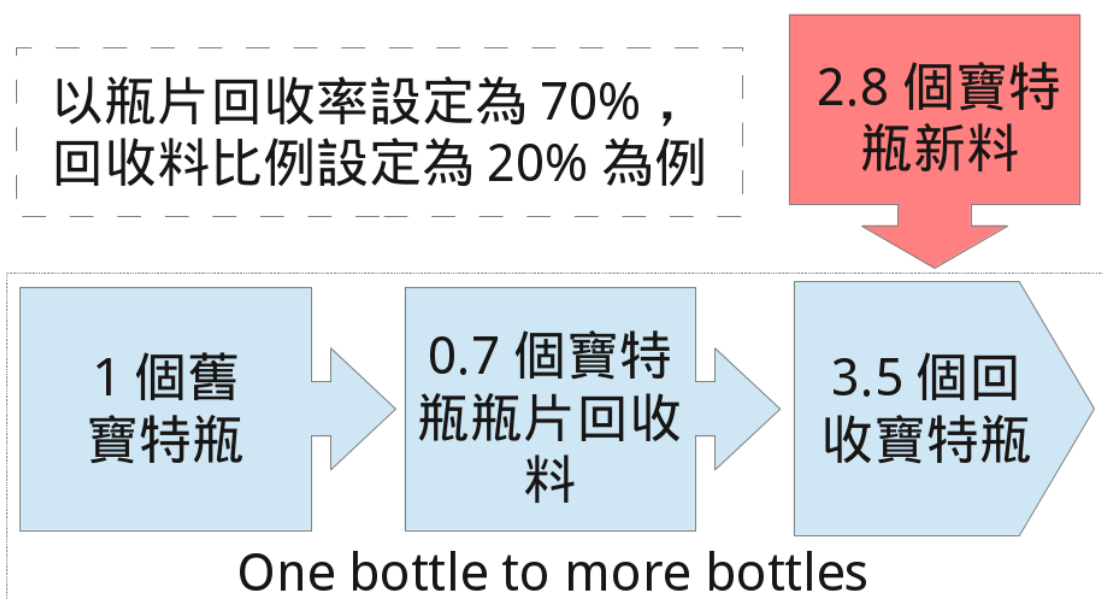 以瓶片回收率設定為 70%，
回收料比例設定為 20% 為例
2.8 個寶特
瓶新料
1 個舊
寶特瓶
0.7 個寶特
瓶瓶片回收
料
3.5 個回
收寶特瓶
One bottle to more bottles